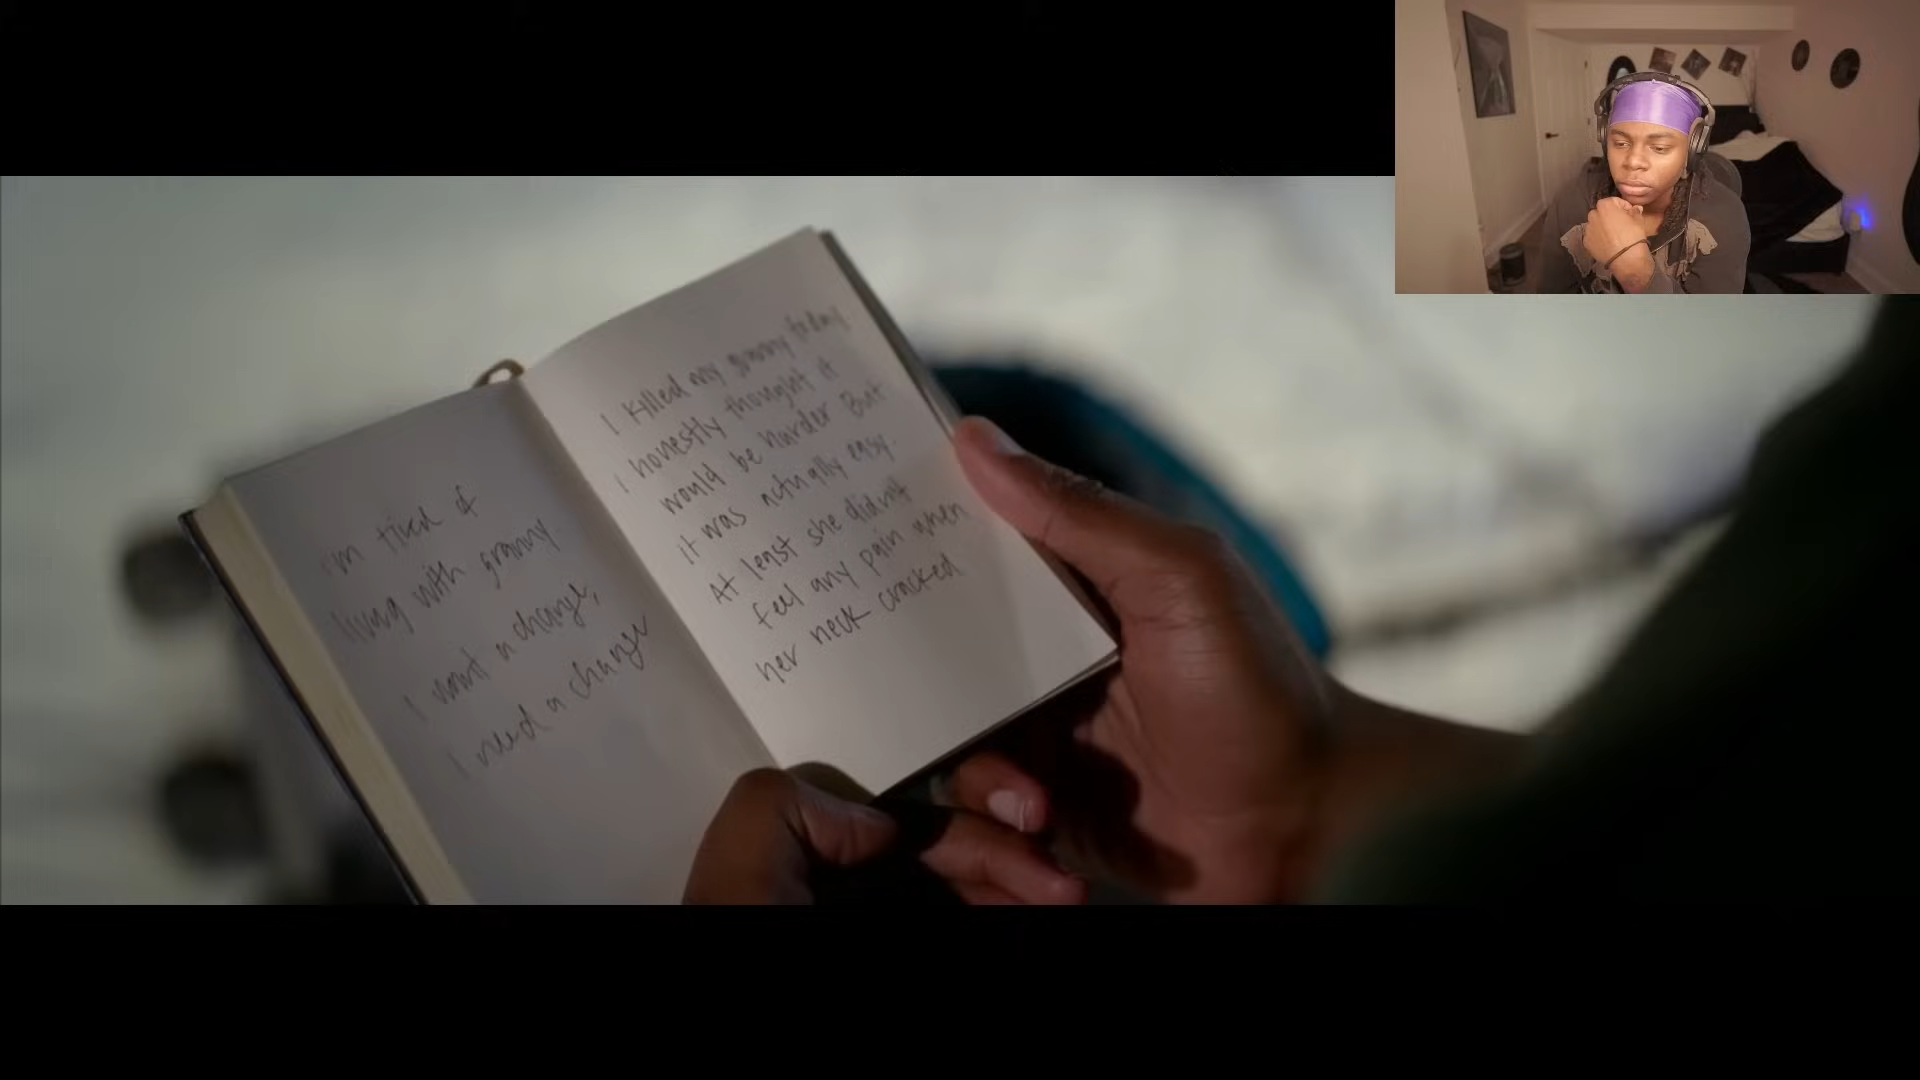 I'm tired of
living with granny.
I want a change,
I need a change
I killed my granny today.
I honestly thought it
would be harder But
it was actually easy.
At least she didn't
feel any pain when
her neck cracked